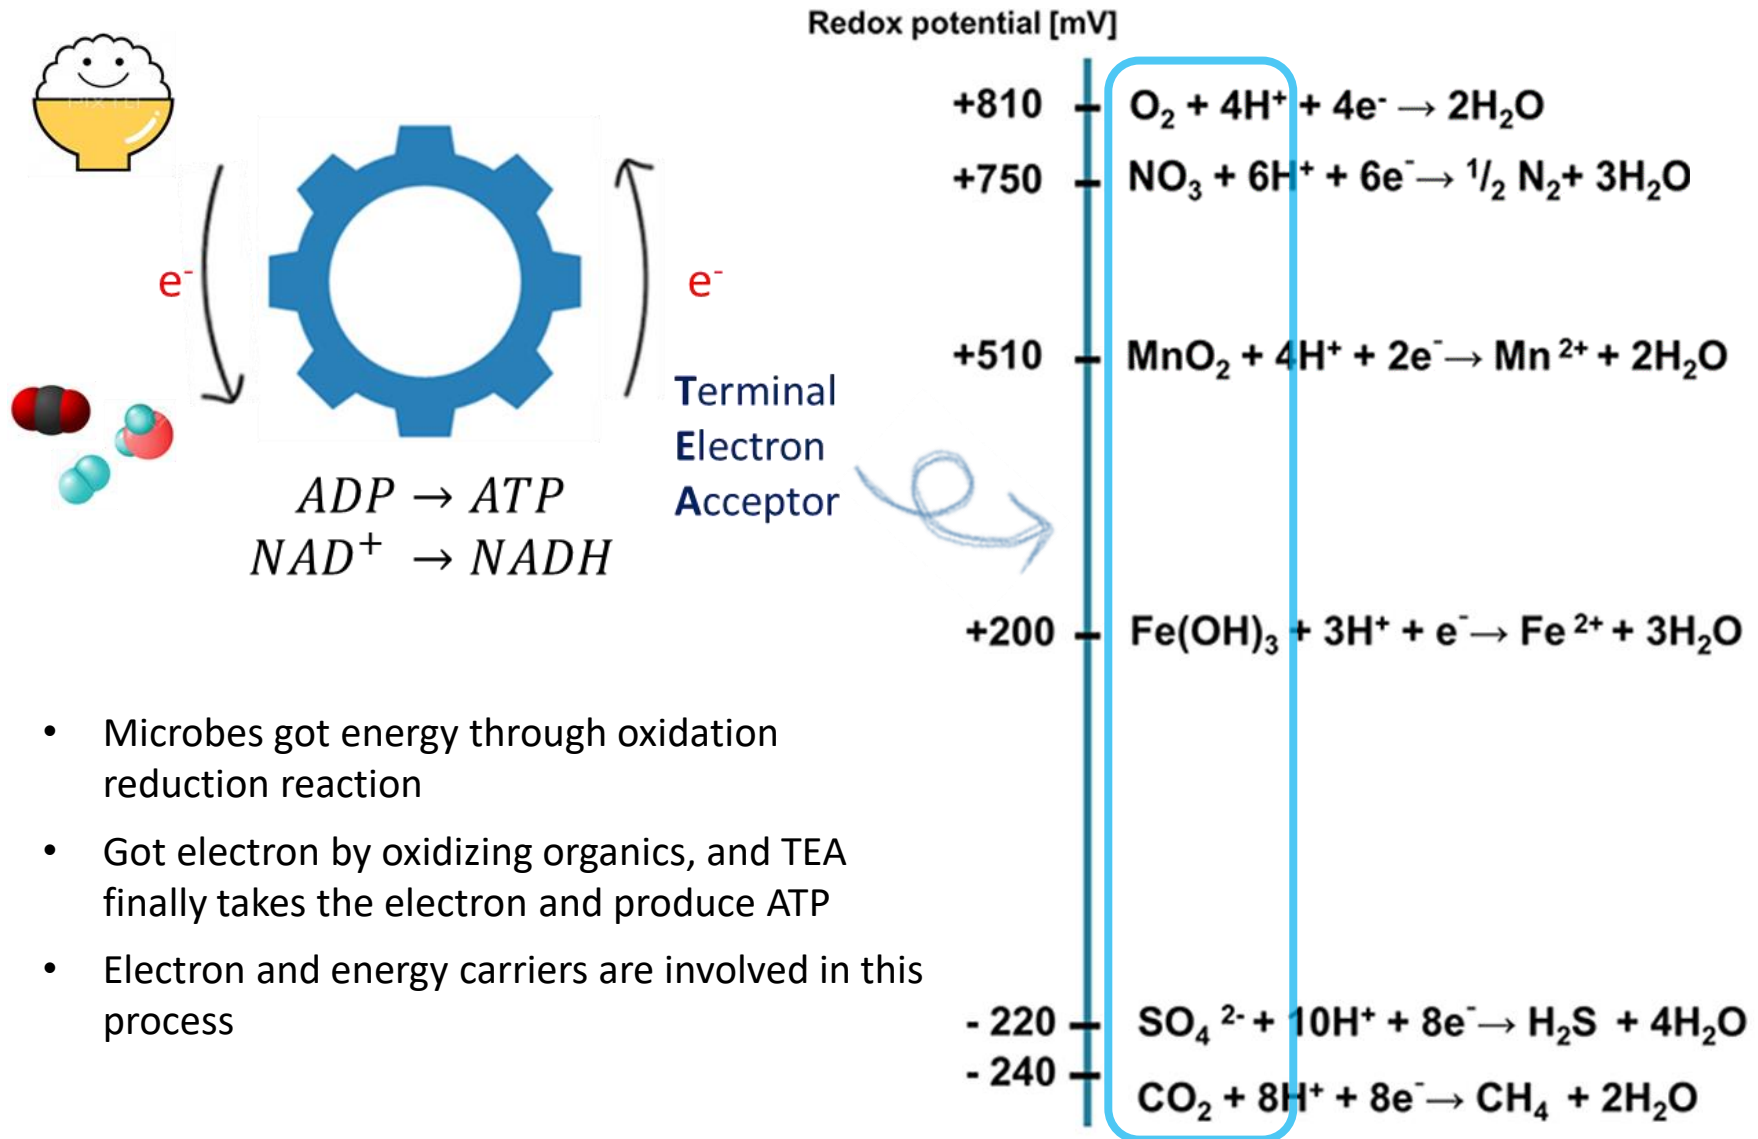 Redox potential [mV]
+810 O₂ + 4H⁺ + 4e⁻ → 2H₂O
+750 NO₃ + 6H⁺ + 6e⁻ → ¹/₂ N₂+ 3H₂O
+510 MnO₂ + 4H⁺ + 2e⁻ → Mn ²⁺ + 2H₂O
+200 Fe(OH)₃ + 3H⁺ + e⁻ → Fe ²⁺ + 3H₂O
- 220 SO₄ ²⁻ + 10H⁺ + 8e⁻ → H₂S + 4H₂O
- 240 CO₂ + 8H⁺ + 8e⁻ → CH₄ + 2H₂O
e⁻
e⁻
Terminal
Electron
Acceptor
ADP → ATP
NAD⁺ → NADH
• Microbes got energy through oxidation
reduction reaction
• Got electron by oxidizing organics, and TEA
finally takes the electron and produce ATP
• Electron and energy carriers are involved in this
process